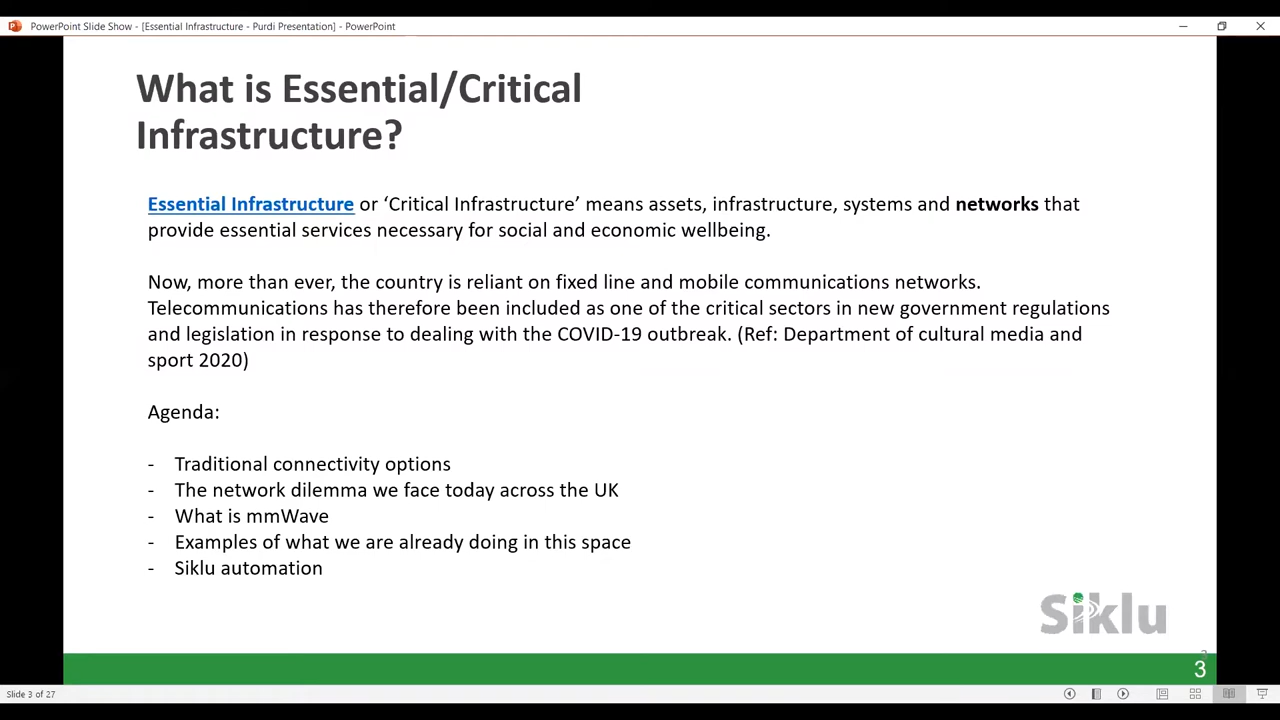 PowerPoint Slide Show - [Essential Infrastructure - Purdi Presentation] - PowerPoint
What is Essential/Critical
Infrastructure?
Essential Infrastructure or ‘Critical Infrastructure’ means assets, infrastructure, systems and networks that
provide essential services necessary for social and economic wellbeing.
Now, more than ever, the country is reliant on fixed line and mobile communications networks.
Telecommunications has therefore been included as one of the critical sectors in new government regulations
and legislation in response to dealing with the COVID-19 outbreak. (Ref: Department of cultural media and
sport 2020)
Agenda:
- Traditional connectivity options
- The network dilemma we face today across the UK
- What is mmWave
- Examples of what we are already doing in this space
- Siklu automation
Siklu
3
3
Slide 3 of 27